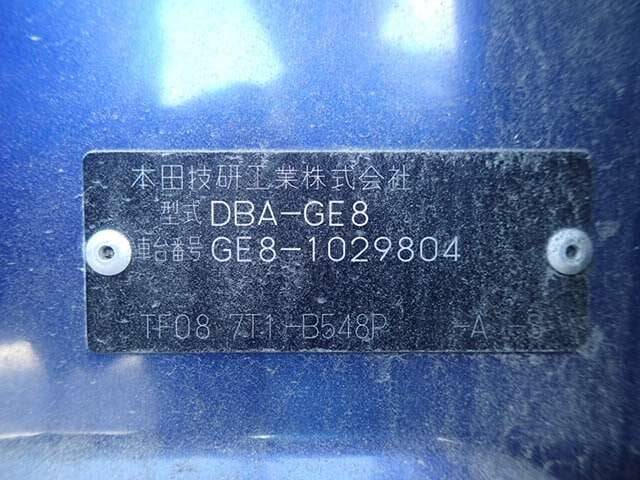 本田技研工業株式会社
型式 DBA-GE8
車台番号 GE8-1029804
TF08 7T1-B548P -A -S